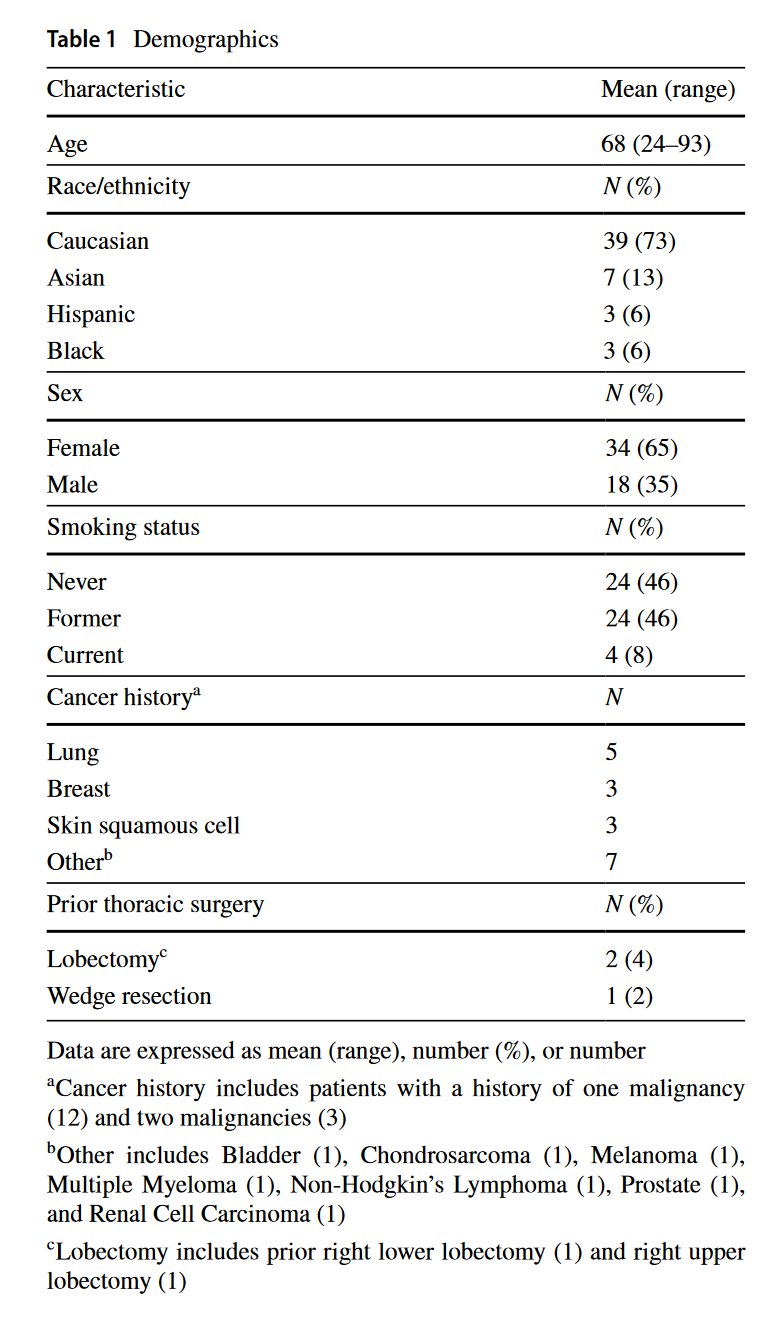 Table 1 Demographics
Characteristic Mean (range)
Age 68 (24–93)
Race/ethnicity N (%)
Caucasian 39 (73)
Asian 7 (13)
Hispanic 3 (6)
Black 3 (6)
Sex N (%)
Female 34 (65)
Male 18 (35)
Smoking status N (%)
Never 24 (46)
Former 24 (46)
Current 4 (8)
Cancer historyᵃ N
Lung 5
Breast 3
Skin squamous cell 3
Otherᵇ 7
Prior thoracic surgery N (%)
Lobectomyᶜ 2 (4)
Wedge resection 1 (2)
Data are expressed as mean (range), number (%), or number
ᵃCancer history includes patients with a history of one malignancy
(12) and two malignancies (3)
ᵇOther includes Bladder (1), Chondrosarcoma (1), Melanoma (1),
Multiple Myeloma (1), Non-Hodgkin's Lymphoma (1), Prostate (1),
and Renal Cell Carcinoma (1)
ᶜLobectomy includes prior right lower lobectomy (1) and right upper
lobectomy (1)